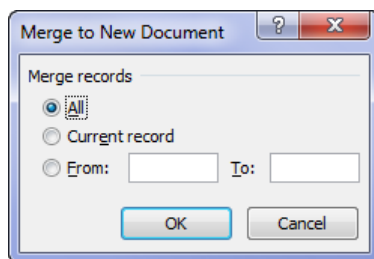 Merge to New Document
Merge records
All
Current record
From: To:
OK Cancel